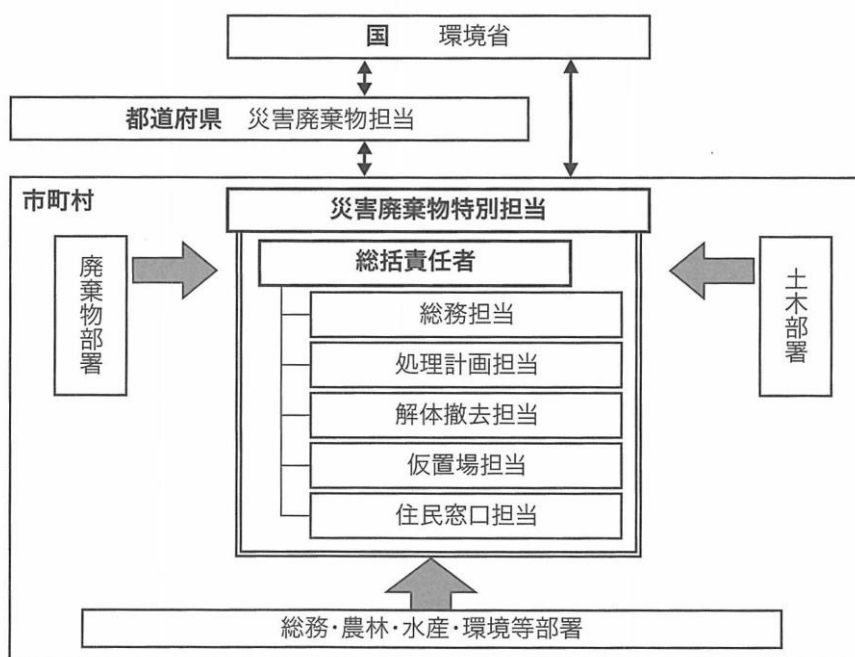 国 環境省
都道府県 災害廃棄物担当
市町村
災害廃棄物特別担当
廃棄物部署
総括責任者
土木部署
総務担当
処理計画担当
解体撤去担当
仮置場担当
住民窓口担当
総務・農林・水産・環境等部署